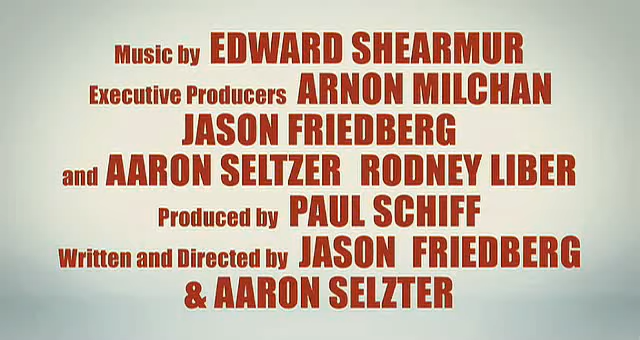 Music by EDWARD SHEARMUR
Executive Producers ARNON MILCHAN
JASON FRIEDBERG
and AARON SELTZER RODNEY LIBER
Produced by PAUL SCHIFF
Written and Directed by JASON FRIEDBERG
& AARON SELZTER